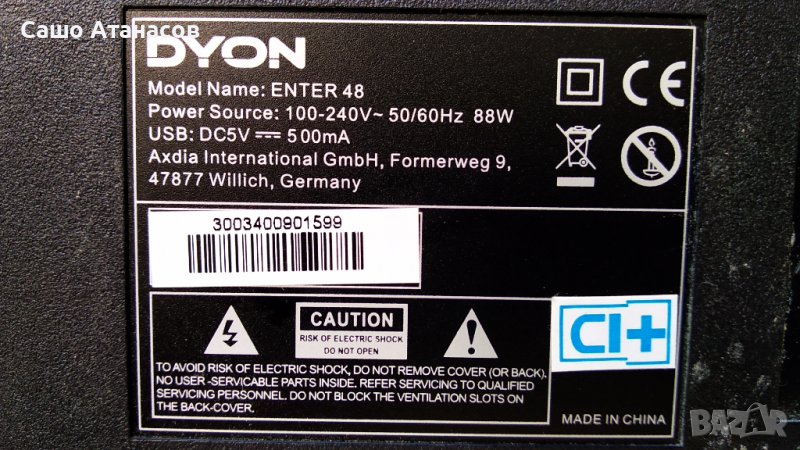 Сашо Атанасов
DYON
Model Name: ENTER 48
Power Source: 100-240V~ 50/60Hz 88W
USB: DC5V ⎓ 500mA
Axdia International GmbH, Formerweg 9,
47877 Willich, Germany
CE
3003400901599
CAUTION
RISK OF ELECTRIC SHOCK
DO NOT OPEN
TO AVOID RISK OF ELECTRIC SHOCK, DO NOT REMOVE COVER (OR BACK).
NO USER -SERVICABLE PARTS INSIDE. REFER SERVICING TO QUALIFIED
SERVICING PERSONNEL. DO NOT BLOCK THE VENTILATION SLOTS ON
THE BACK-COVER.
CI+
MADE IN CHINA
BAZAR